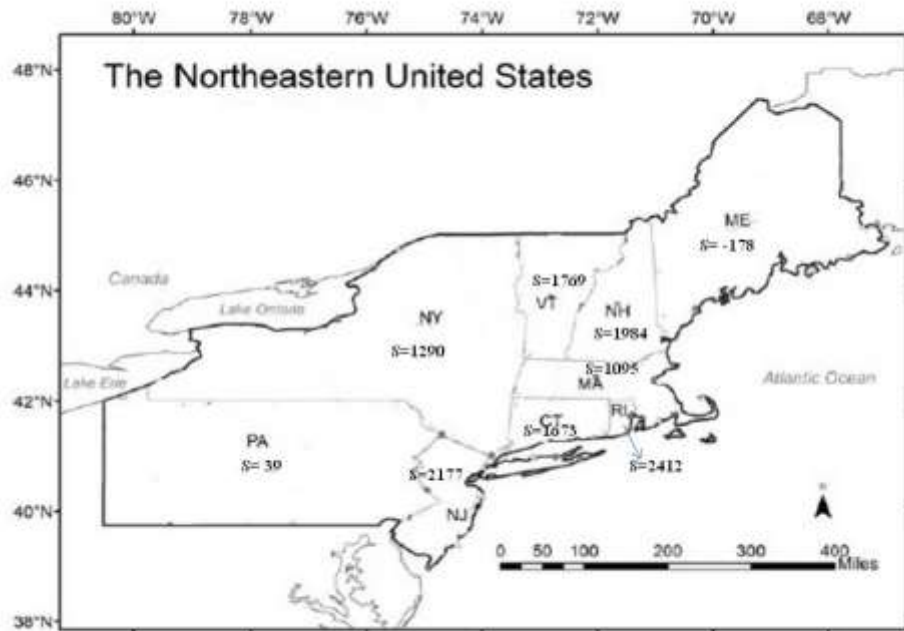 80°W 78°W 76°W 74°W 72°W 70°W 68°W
The Northeastern United States
48°N
46°N
44°N
42°N
40°N
38°N
ME
S= -178
Canada
S=1769
VT
Lake Ontario
NY
NH
S=1984
S=1290
S=1095
MA
Lake Erie
Atlantic Ocean
RI
CT
S=1673
PA
S= 39
S=2177
S=2412
NJ
0 50 100 200 300 400
Miles